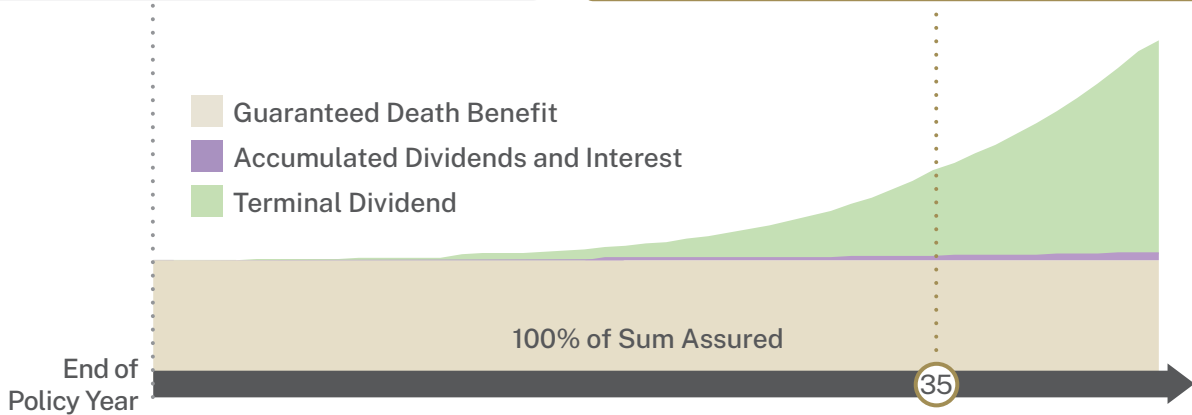 Guaranteed Death Benefit
Accumulated Dividends and Interest
Terminal Dividend
100% of Sum Assured
End of
Policy Year
35